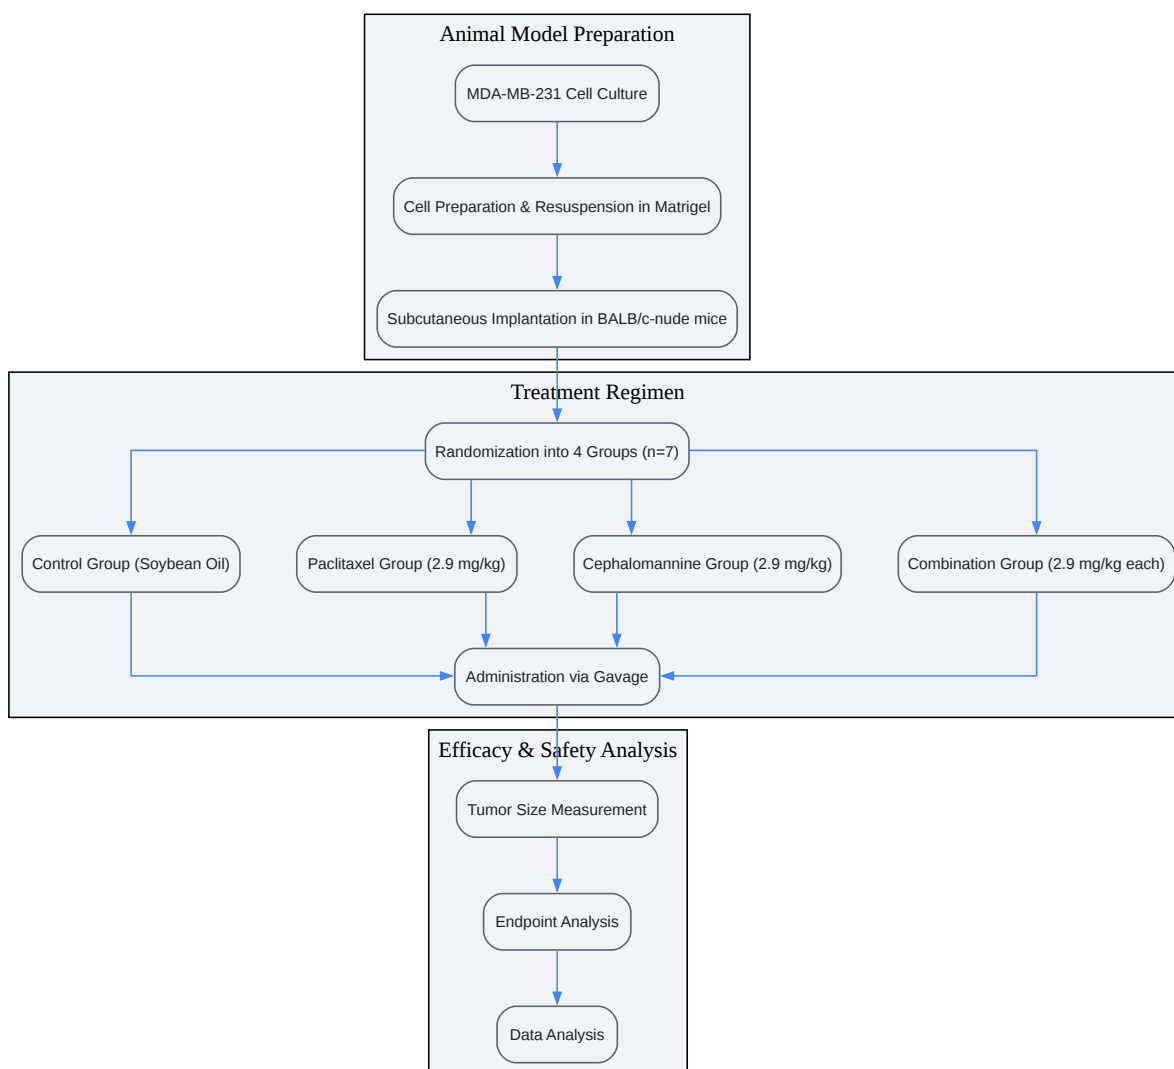 Animal Model Preparation
MDA-MB-231 Cell Culture
Cell Preparation & Resuspension in Matrigel
Subcutaneous Implantation in BALB/c-nude mice
Treatment Regimen
Randomization into 4 Groups (n=7)
Control Group (Soybean Oil)
Paclitaxel Group (2.9 mg/kg)
Cephalomannine Group (2.9 mg/kg)
Combination Group (2.9 mg/kg each)
Administration via Gavage
Efficacy & Safety Analysis
Tumor Size Measurement
Endpoint Analysis
Data Analysis